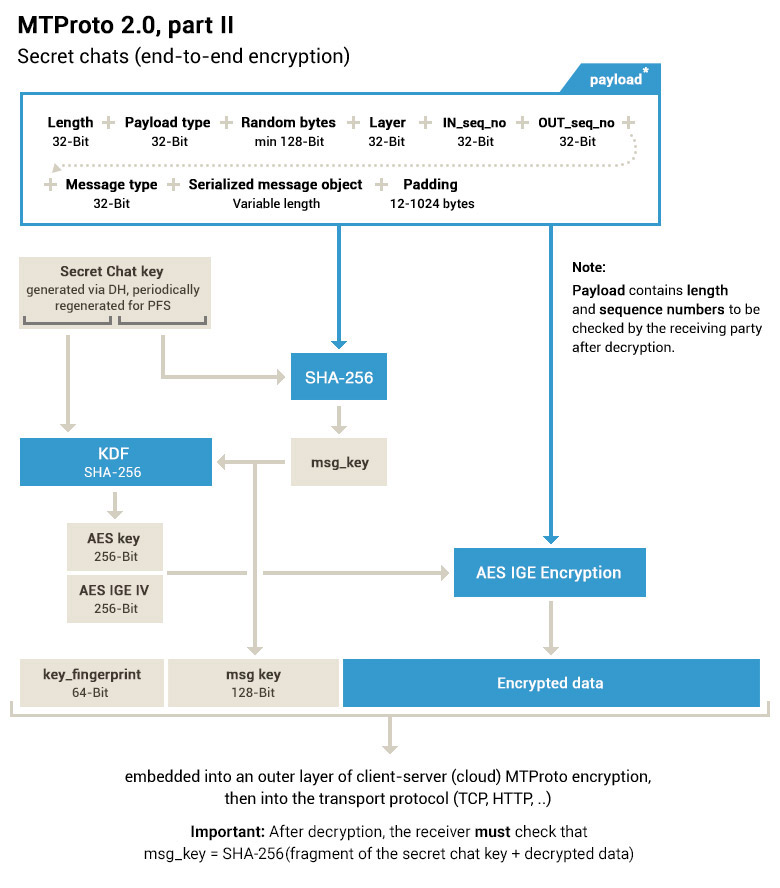 MTProto 2.0, part II
Secret chats (end-to-end encryption)
payload*
Length + Payload type + Random bytes + Layer + IN_seq_no + OUT_seq_no +
32-Bit 32-Bit min 128-Bit 32-Bit 32-Bit 32-Bit
+ Message type + Serialized message object + Padding
32-Bit Variable length 12-1024 bytes
Secret Chat key
generated via DH, periodically
regenerated for PFS
Note:
Payload contains length
and sequence numbers to be
checked by the receiving party
after decryption.
SHA-256
KDF
SHA-256
msg_key
AES key
256-Bit
AES IGE IV
256-Bit
AES IGE Encryption
key_fingerprint
64-Bit
msg key
128-Bit
Encrypted data
embedded into an outer layer of client-server (cloud) MTProto encryption,
then into the transport protocol (TCP, HTTP, ..)
Important: After decryption, the receiver must check that
msg_key = SHA-256(fragment of the secret chat key + decrypted data)